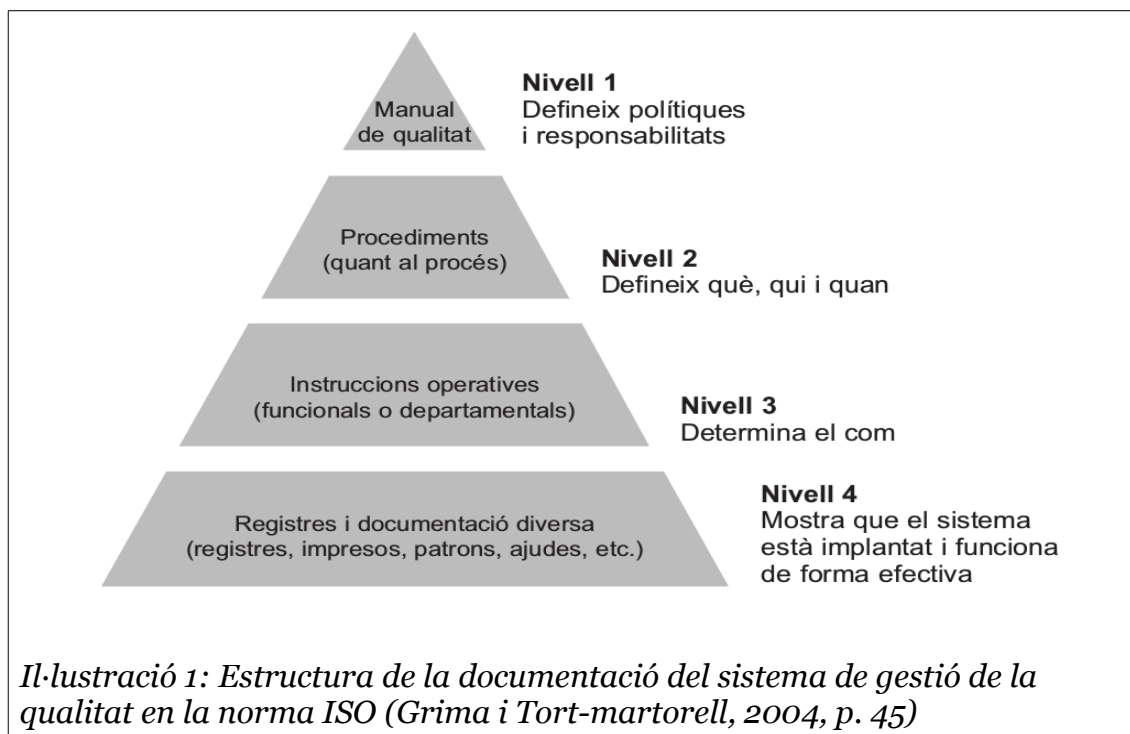 Manual
de qualitat
Nivell 1
Defineix polítiques
i responsabilitats
Procediments
(quant al procés)
Nivell 2
Defineix què, qui i quan
Instruccions operatives
(funcionals o departamentals)
Nivell 3
Determina el com
Registres i documentació diversa
(registres, impresos, patrons, ajudes, etc.)
Nivell 4
Mostra que el sistema
està implantat i funciona
de forma efectiva
Il·lustració 1: Estructura de la documentació del sistema de gestió de la
qualitat en la norma ISO (Grima i Tort-martorell, 2004, p. 45)